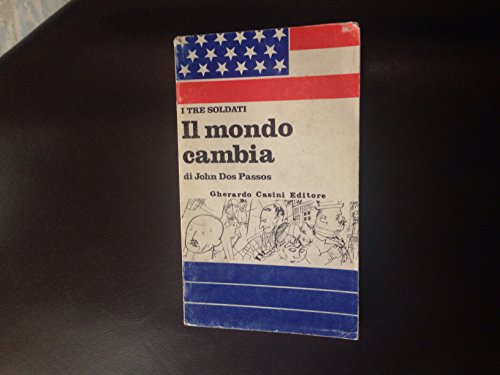 I TRE SOLDATI
Il mondo
cambia
di John Dos Passos
Gherardo Casini Editore